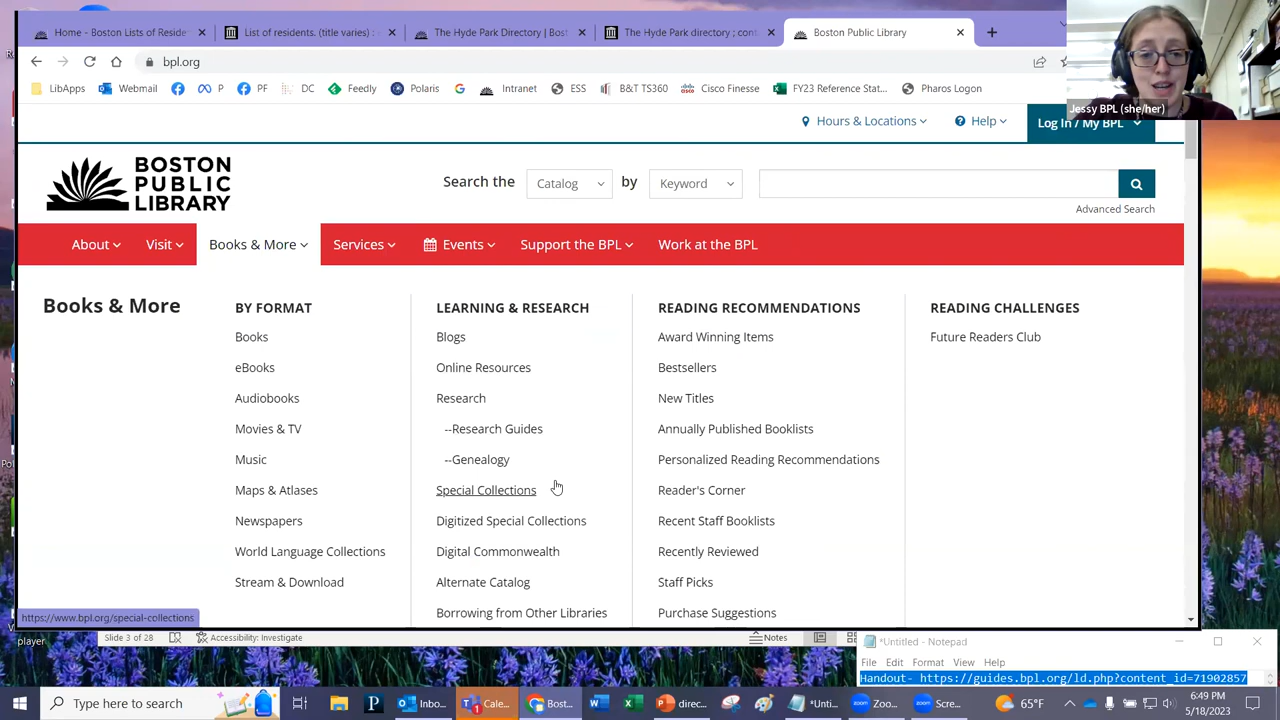 Home - Boston Lists of Reside
List of residents. (title varies) :
The Hyde Park Directory | Bost
The Hyde Park directory ; cont
Boston Public Library
bpl.org
LibApps
Webmail
P
PF
DC
Feedly
Polaris
Intranet
ESS
B&T TS360
Cisco Finesse
FY23 Reference Stat...
Pharos Logon
Jessy BPL (she/her)
Hours & Locations
Help
Log In / My BPL
BOSTON
PUBLIC
LIBRARY
Search the
Catalog
by
Keyword
Advanced Search
About
Visit
Books & More
Services
Events
Support the BPL
Work at the BPL
Books & More
BY FORMAT
Books
eBooks
Audiobooks
Movies & TV
Music
Maps & Atlases
Newspapers
World Language Collections
Stream & Download
LEARNING & RESEARCH
Blogs
Online Resources
Research
--Research Guides
--Genealogy
Special Collections
Digitized Special Collections
Digital Commonwealth
Alternate Catalog
Borrowing from Other Libraries
READING RECOMMENDATIONS
Award Winning Items
Bestsellers
New Titles
Annually Published Booklists
Personalized Reading Recommendations
Reader's Corner
Recent Staff Booklists
Recently Reviewed
Staff Picks
Purchase Suggestions
READING CHALLENGES
Future Readers Club
https://www.bpl.org/special-collections
player
Slide 3 of 28
Accessibility: Investigate
Notes
*Untitled - Notepad
File Edit Format View Help
Handout- https://guides.bpl.org/ld.php?content_id=71902857
Type here to search
Inbo...
Cale...
Bost...
direc...
*Unti...
Zoo...
Scre...
65°F
6:49 PM
5/18/2023